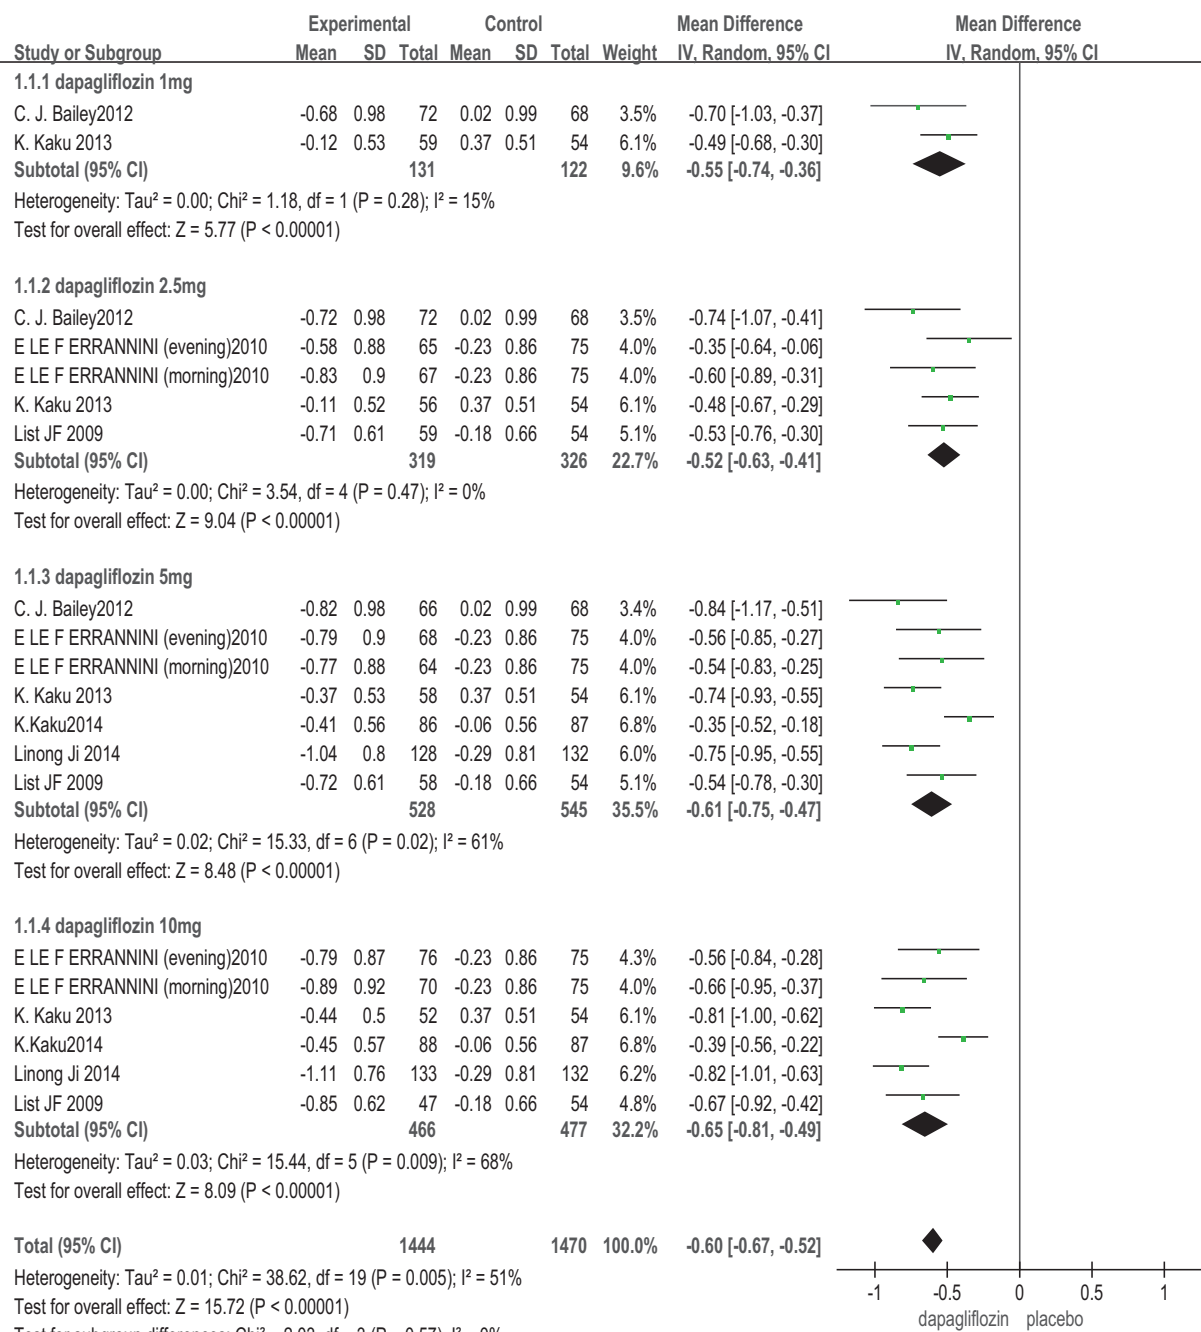 Experimental Control Mean Difference Mean Difference
Study or Subgroup Mean SD Total Mean SD Total Weight IV, Random, 95% CI IV, Random, 95% CI
1.1.1 dapagliflozin 1mg
C. J. Bailey2012 -0.68 0.98 72 0.02 0.99 68 3.5% -0.70 [-1.03, -0.37]
K. Kaku 2013 -0.12 0.53 59 0.37 0.51 54 6.1% -0.49 [-0.68, -0.30]
Subtotal (95% CI) 131 122 9.6% -0.55 [-0.74, -0.36]
Heterogeneity: Tau² = 0.00; Chi² = 1.18, df = 1 (P = 0.28); I² = 15%
Test for overall effect: Z = 5.77 (P < 0.00001)
1.1.2 dapagliflozin 2.5mg
C. J. Bailey2012 -0.72 0.98 72 0.02 0.99 68 3.5% -0.74 [-1.07, -0.41]
E LE F ERRANNINI (evening)2010 -0.58 0.88 65 -0.23 0.86 75 4.0% -0.35 [-0.64, -0.06]
E LE F ERRANNINI (morning)2010 -0.83 0.9 67 -0.23 0.86 75 4.0% -0.60 [-0.89, -0.31]
K. Kaku 2013 -0.11 0.52 56 0.37 0.51 54 6.1% -0.48 [-0.67, -0.29]
List JF 2009 -0.71 0.61 59 -0.18 0.66 54 5.1% -0.53 [-0.76, -0.30]
Subtotal (95% CI) 319 326 22.7% -0.52 [-0.63, -0.41]
Heterogeneity: Tau² = 0.00; Chi² = 3.54, df = 4 (P = 0.47); I² = 0%
Test for overall effect: Z = 9.04 (P < 0.00001)
1.1.3 dapagliflozin 5mg
C. J. Bailey2012 -0.82 0.98 66 0.02 0.99 68 3.4% -0.84 [-1.17, -0.51]
E LE F ERRANNINI (evening)2010 -0.79 0.9 68 -0.23 0.86 75 4.0% -0.56 [-0.85, -0.27]
E LE F ERRANNINI (morning)2010 -0.77 0.88 64 -0.23 0.86 75 4.0% -0.54 [-0.83, -0.25]
K. Kaku 2013 -0.37 0.53 58 0.37 0.51 54 6.1% -0.74 [-0.93, -0.55]
K.Kaku2014 -0.41 0.56 86 -0.06 0.56 87 6.8% -0.35 [-0.52, -0.18]
Linong Ji 2014 -1.04 0.8 128 -0.29 0.81 132 6.0% -0.75 [-0.95, -0.55]
List JF 2009 -0.72 0.61 58 -0.18 0.66 54 5.1% -0.54 [-0.78, -0.30]
Subtotal (95% CI) 528 545 35.5% -0.61 [-0.75, -0.47]
Heterogeneity: Tau² = 0.02; Chi² = 15.33, df = 6 (P = 0.02); I² = 61%
Test for overall effect: Z = 8.48 (P < 0.00001)
1.1.4 dapagliflozin 10mg
E LE F ERRANNINI (evening)2010 -0.79 0.87 76 -0.23 0.86 75 4.3% -0.56 [-0.84, -0.28]
E LE F ERRANNINI (morning)2010 -0.89 0.92 70 -0.23 0.86 75 4.0% -0.66 [-0.95, -0.37]
K. Kaku 2013 -0.44 0.5 52 0.37 0.51 54 6.1% -0.81 [-1.00, -0.62]
K.Kaku2014 -0.45 0.57 88 -0.06 0.56 87 6.8% -0.39 [-0.56, -0.22]
Linong Ji 2014 -1.11 0.76 133 -0.29 0.81 132 6.2% -0.82 [-1.01, -0.63]
List JF 2009 -0.85 0.62 47 -0.18 0.66 54 4.8% -0.67 [-0.92, -0.42]
Subtotal (95% CI) 466 477 32.2% -0.65 [-0.81, -0.49]
Heterogeneity: Tau² = 0.03; Chi² = 15.44, df = 5 (P = 0.009); I² = 68%
Test for overall effect: Z = 8.09 (P < 0.00001)
Total (95% CI) 1444 1470 100.0% -0.60 [-0.67, -0.52]
Heterogeneity: Tau² = 0.01; Chi² = 38.62, df = 19 (P = 0.005); I² = 51%
-1 -0.5 0 0.5 1
Test for overall effect: Z = 15.72 (P < 0.00001)
dapagliflozin placebo